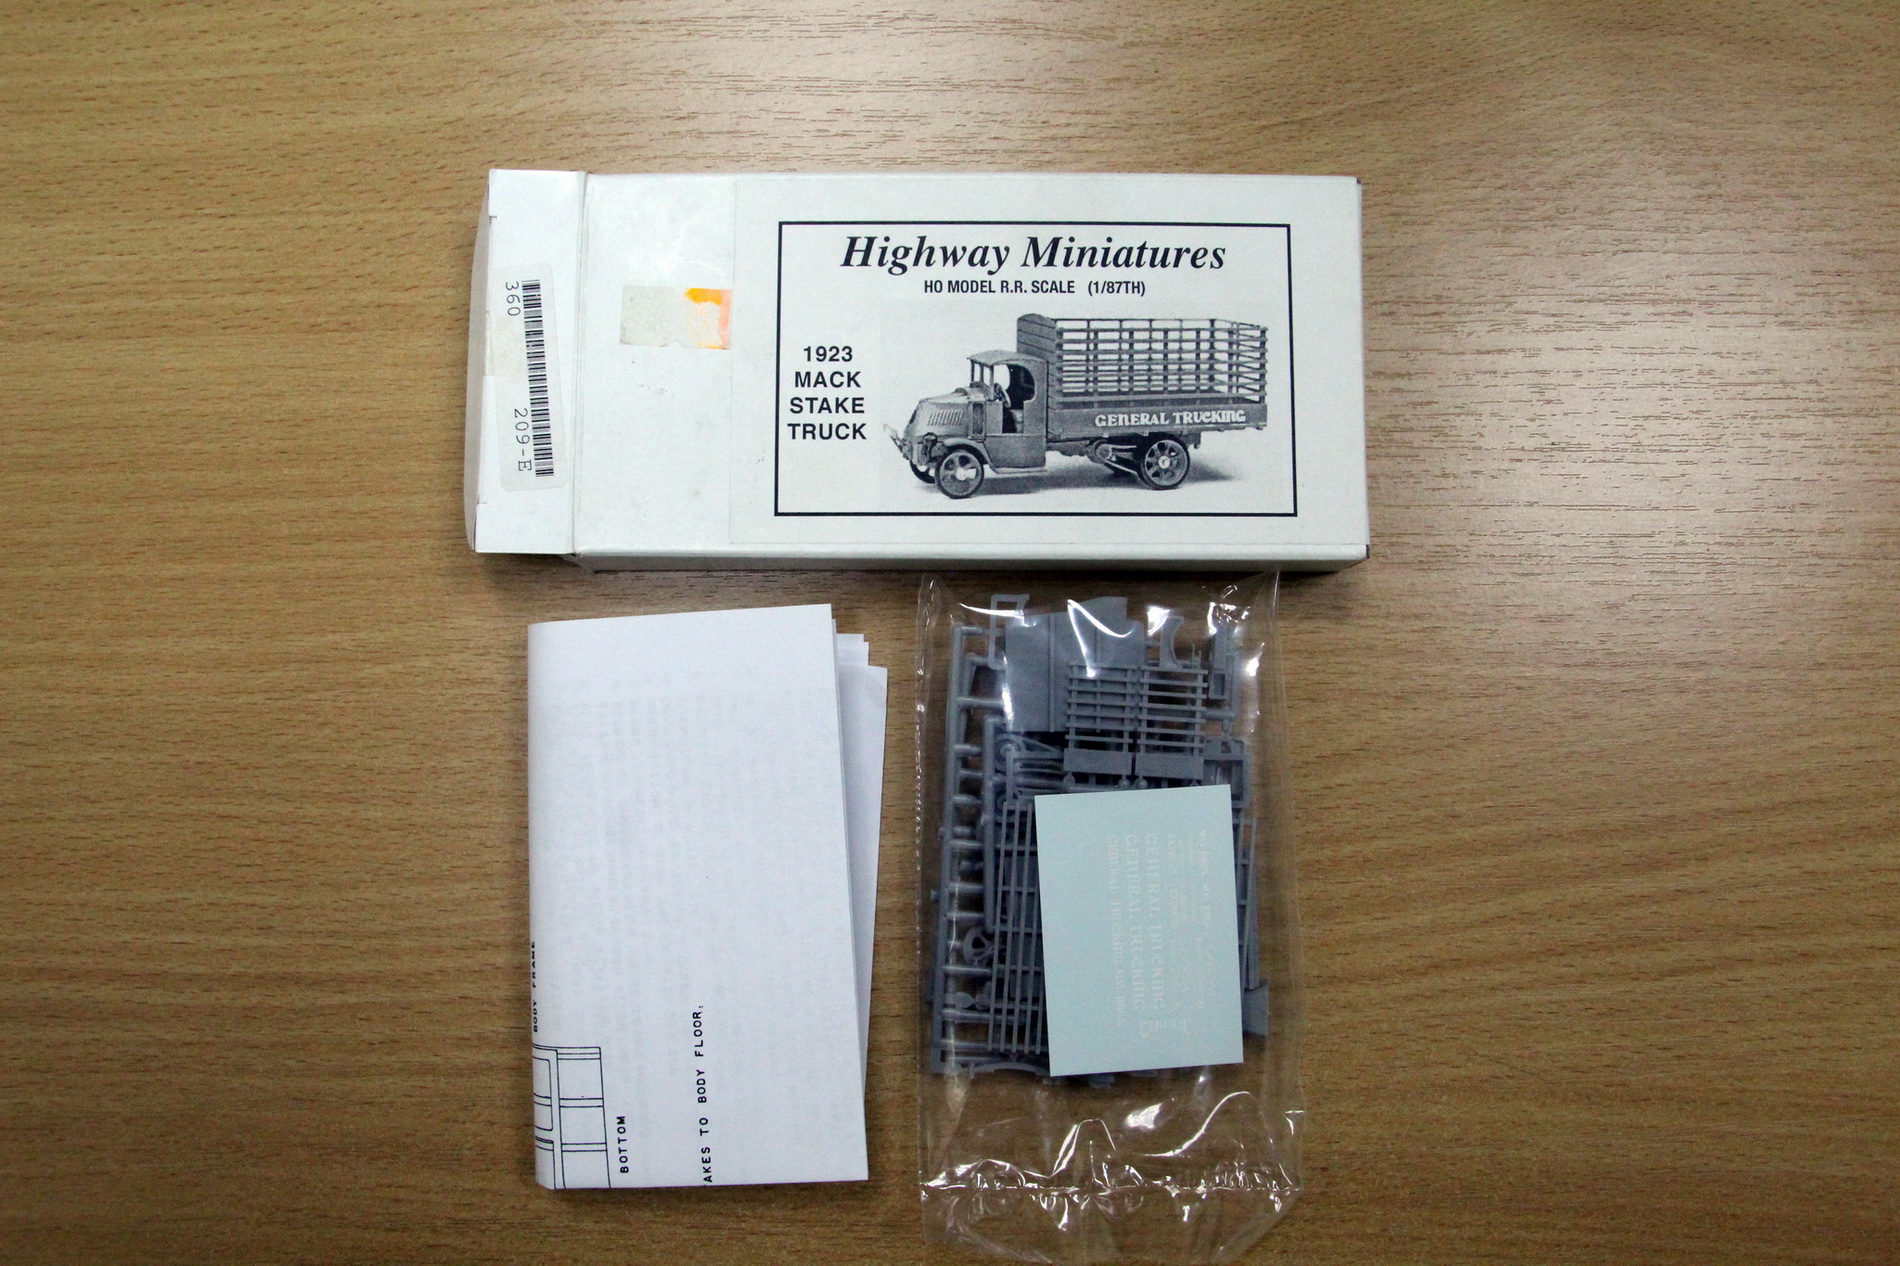 Highway Miniatures
HO MODEL R.R. SCALE (1/87TH)
1923
MACK
STAKE
TRUCK
GENERAL TRUCKING
360 209-E
BODY FRAME
BOTTOM
AKES TO BODY FLOOR,
GENERAL TRUCKING
GENERAL TRUCKING